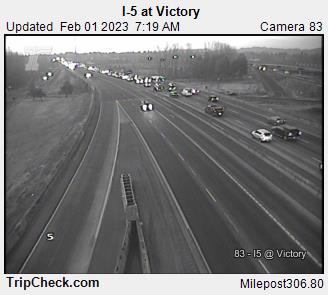 I-5 at Victory
Updated Feb 01 2023 7:19 AM Camera 83
S
83 - I5 @ Victory
TripCheck.com Milepost306.80